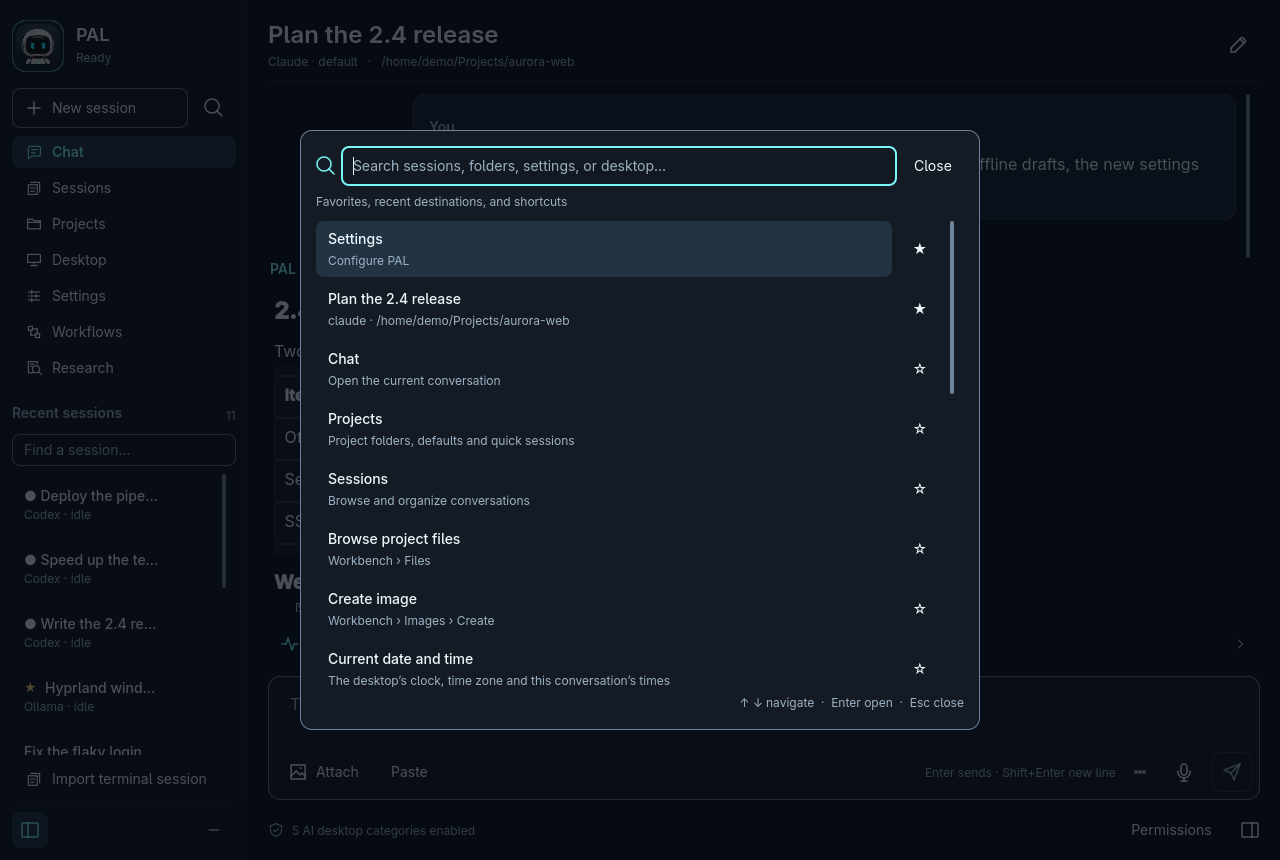 PAL
Ready
New session
Chat
Sessions
Projects
Desktop
Settings
Workflows
Research
Recent sessions
11
Find a session...
Deploy the pipe...
Codex · idle
Speed up the te...
Codex · idle
Write the 2.4 re...
Codex · idle
★ Hyprland wind...
Ollama · idle
Fix the flaky login
Import terminal session
Plan the 2.4 release
Claude · default · /home/demo/Projects/aurora-web
You
ffline drafts, the new settings
PAL
2.
Two
Ite
Of
Se
SS
We
Search sessions, folders, settings, or desktop...
Close
Favorites, recent destinations, and shortcuts
Settings
Configure PAL
★
Plan the 2.4 release
claude · /home/demo/Projects/aurora-web
★
Chat
Open the current conversation
☆
Projects
Project folders, defaults and quick sessions
☆
Sessions
Browse and organize conversations
☆
Browse project files
Workbench › Files
☆
Create image
Workbench › Images › Create
☆
Current date and time
The desktop’s clock, time zone and this conversation’s times
☆
↑ ↓ navigate · Enter open · Esc close
T
Attach
Paste
Enter sends · Shift+Enter new line
5 AI desktop categories enabled
Permissions